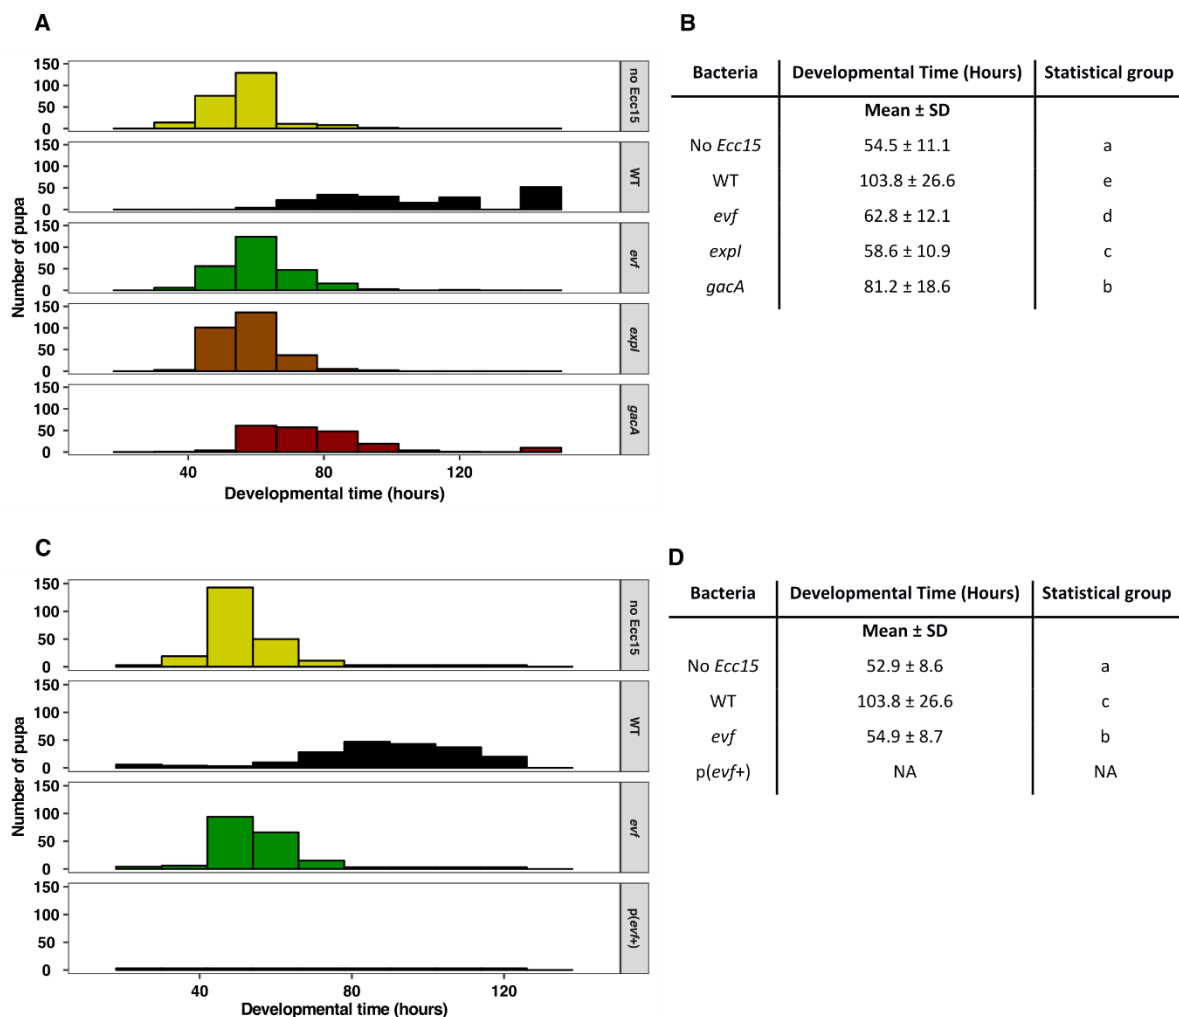 A
Number of pupa
150
100
50
0
no Ecc15
150
100
50
0
WT
150
100
50
0
evf
150
100
50
0
expI
150
100
50
0
gacA
40 80 120
Developmental time (hours)
B
Bacteria Developmental Time (Hours) Statistical group
Mean ± SD
No Ecc15 54.5 ± 11.1 a
WT 103.8 ± 26.6 e
evf 62.8 ± 12.1 d
expI 58.6 ± 10.9 c
gacA 81.2 ± 18.6 b
C
Number of pupa
150
100
50
0
no Ecc15
150
100
50
0
WT
150
100
50
0
evf
150
100
50
0
p(evf+)
40 80 120
Developmental time (hours)
D
Bacteria Developmental Time (Hours) Statistical group
Mean ± SD
No Ecc15 52.9 ± 8.6 a
WT 103.8 ± 26.6 c
evf 54.9 ± 8.7 b
p(evf+) NA NA